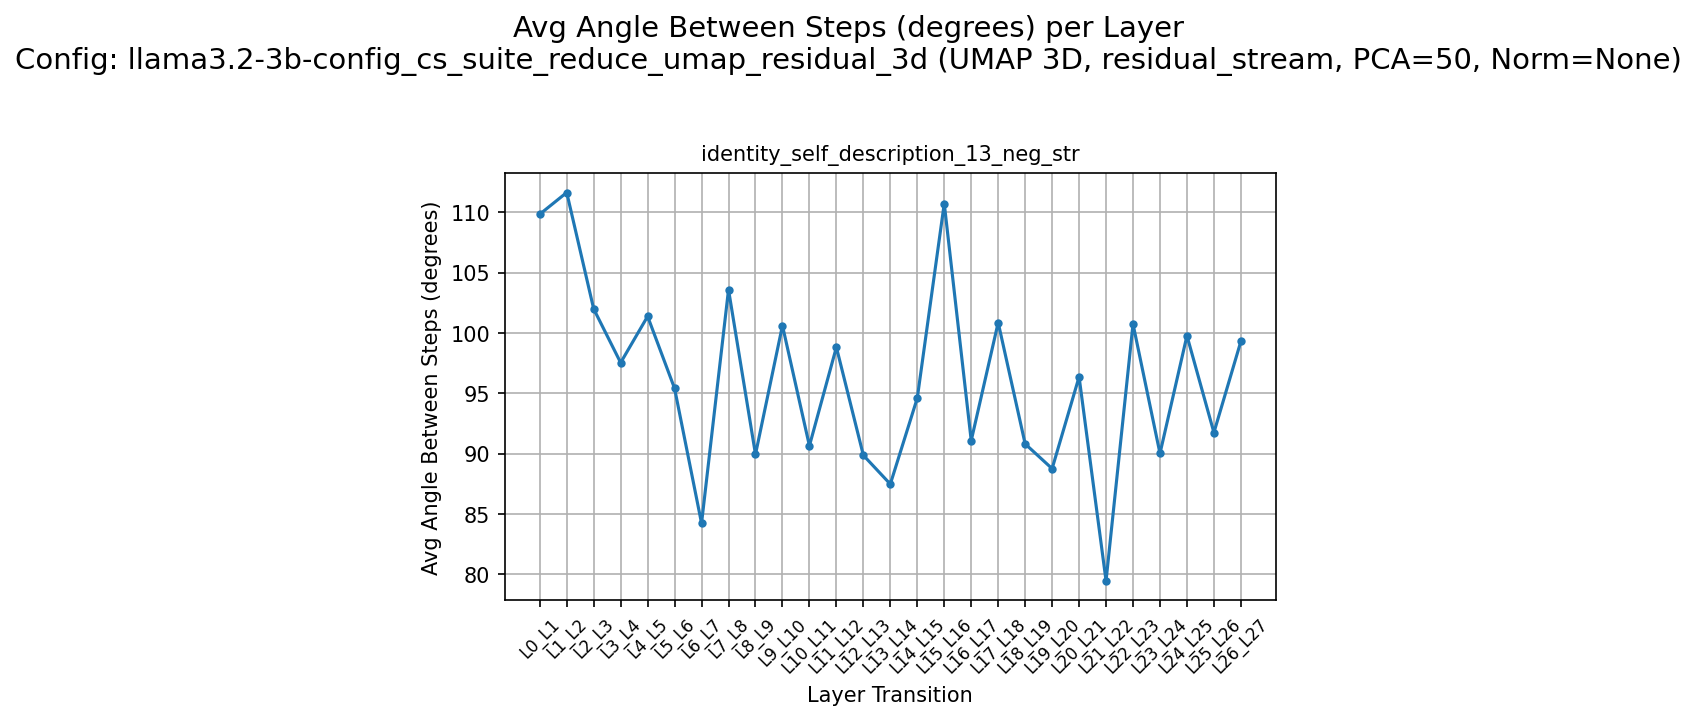 Avg Angle Between Steps (degrees) per Layer
Config: llama3.2-3b-config_cs_suite_reduce_umap_residual_3d (UMAP 3D, residual_stream, PCA=50, Norm=None)
identity_self_description_13_neg_str
Avg Angle Between Steps (degrees)
110
105
100
95
90
85
80
L0_L1
L1_L2
L2_L3
L3_L4
L4_L5
L5_L6
L6_L7
L7_L8
L8_L9
L9_L10
L10_L11
L11_L12
L12_L13
L13_L14
L14_L15
L15_L16
L16_L17
L17_L18
L18_L19
L19_L20
L20_L21
L21_L22
L22_L23
L23_L24
L24_L25
L25_L26
L26_L27
Layer Transition